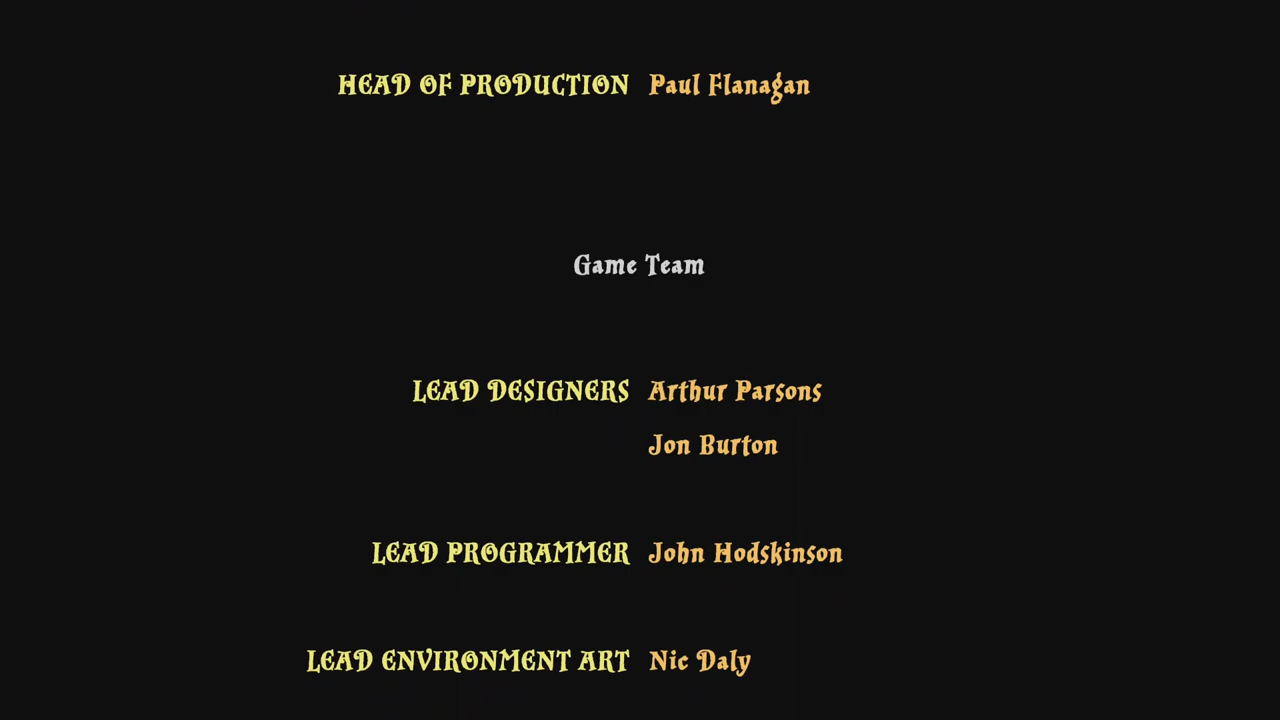 HEAD OF PRODUCTION Paul Flanagan
Game Team
LEAD DESIGNERS Arthur Parsons
Jon Burton
LEAD PROGRAMMER John Hodskinson
LEAD ENVIRONMENT ART Nic Daly